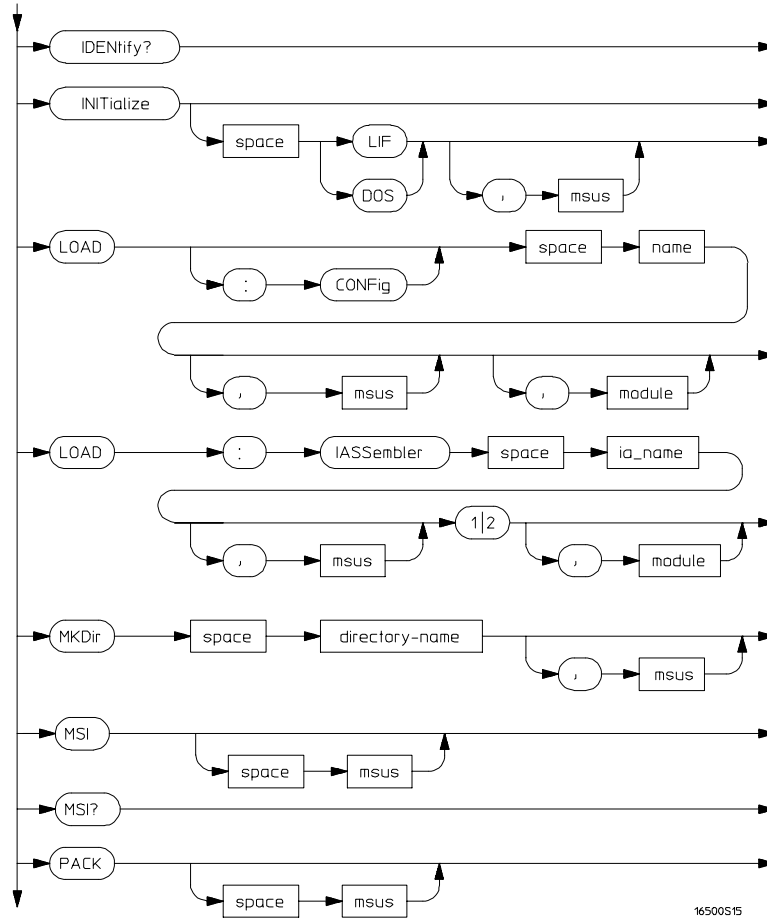 IDENtify?
INITialize
space LIF
DOS , msus
LOAD space name
: CONFig
, msus , module
LOAD : IASSembler space ia_name
1|2
, msus , module
MKDir space directory-name
, msus
MSI
space msus
MSI?
PACK
space msus
16500S15